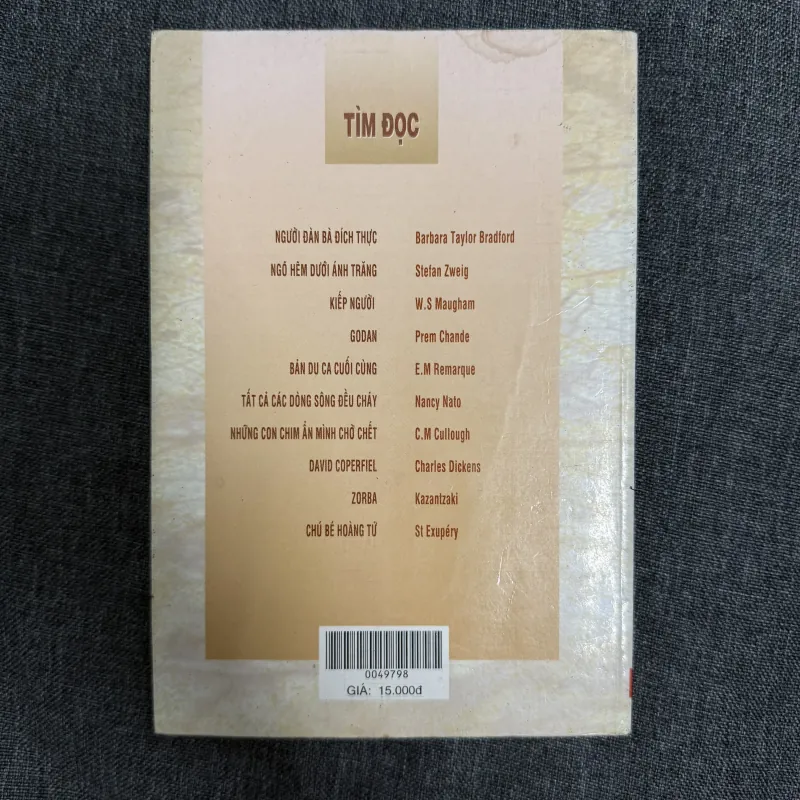 TÌM ĐỌC
NGƯỜI ĐÀN BÀ ĐÍCH THỰC Barbara Taylor Bradford
NGÕ HẺM DƯỚI ÁNH TRĂNG Stefan Zweig
KIẾP NGƯỜI W.S Maugham
GODAN Prem Chande
BẢN DU CA CUỐI CÙNG E.M Remarque
TẤT CẢ CÁC DÒNG SÔNG ĐỀU CHẢY Nancy Nato
NHỮNG CON CHIM ẨN MÌNH CHỜ CHẾT C.M Cullough
DAVID COPERFIEL Charles Dickens
ZORBA Kazantzaki
CHÚ BÉ HOÀNG TỬ St Exupéry
0049798
GIÁ: 15.000đ